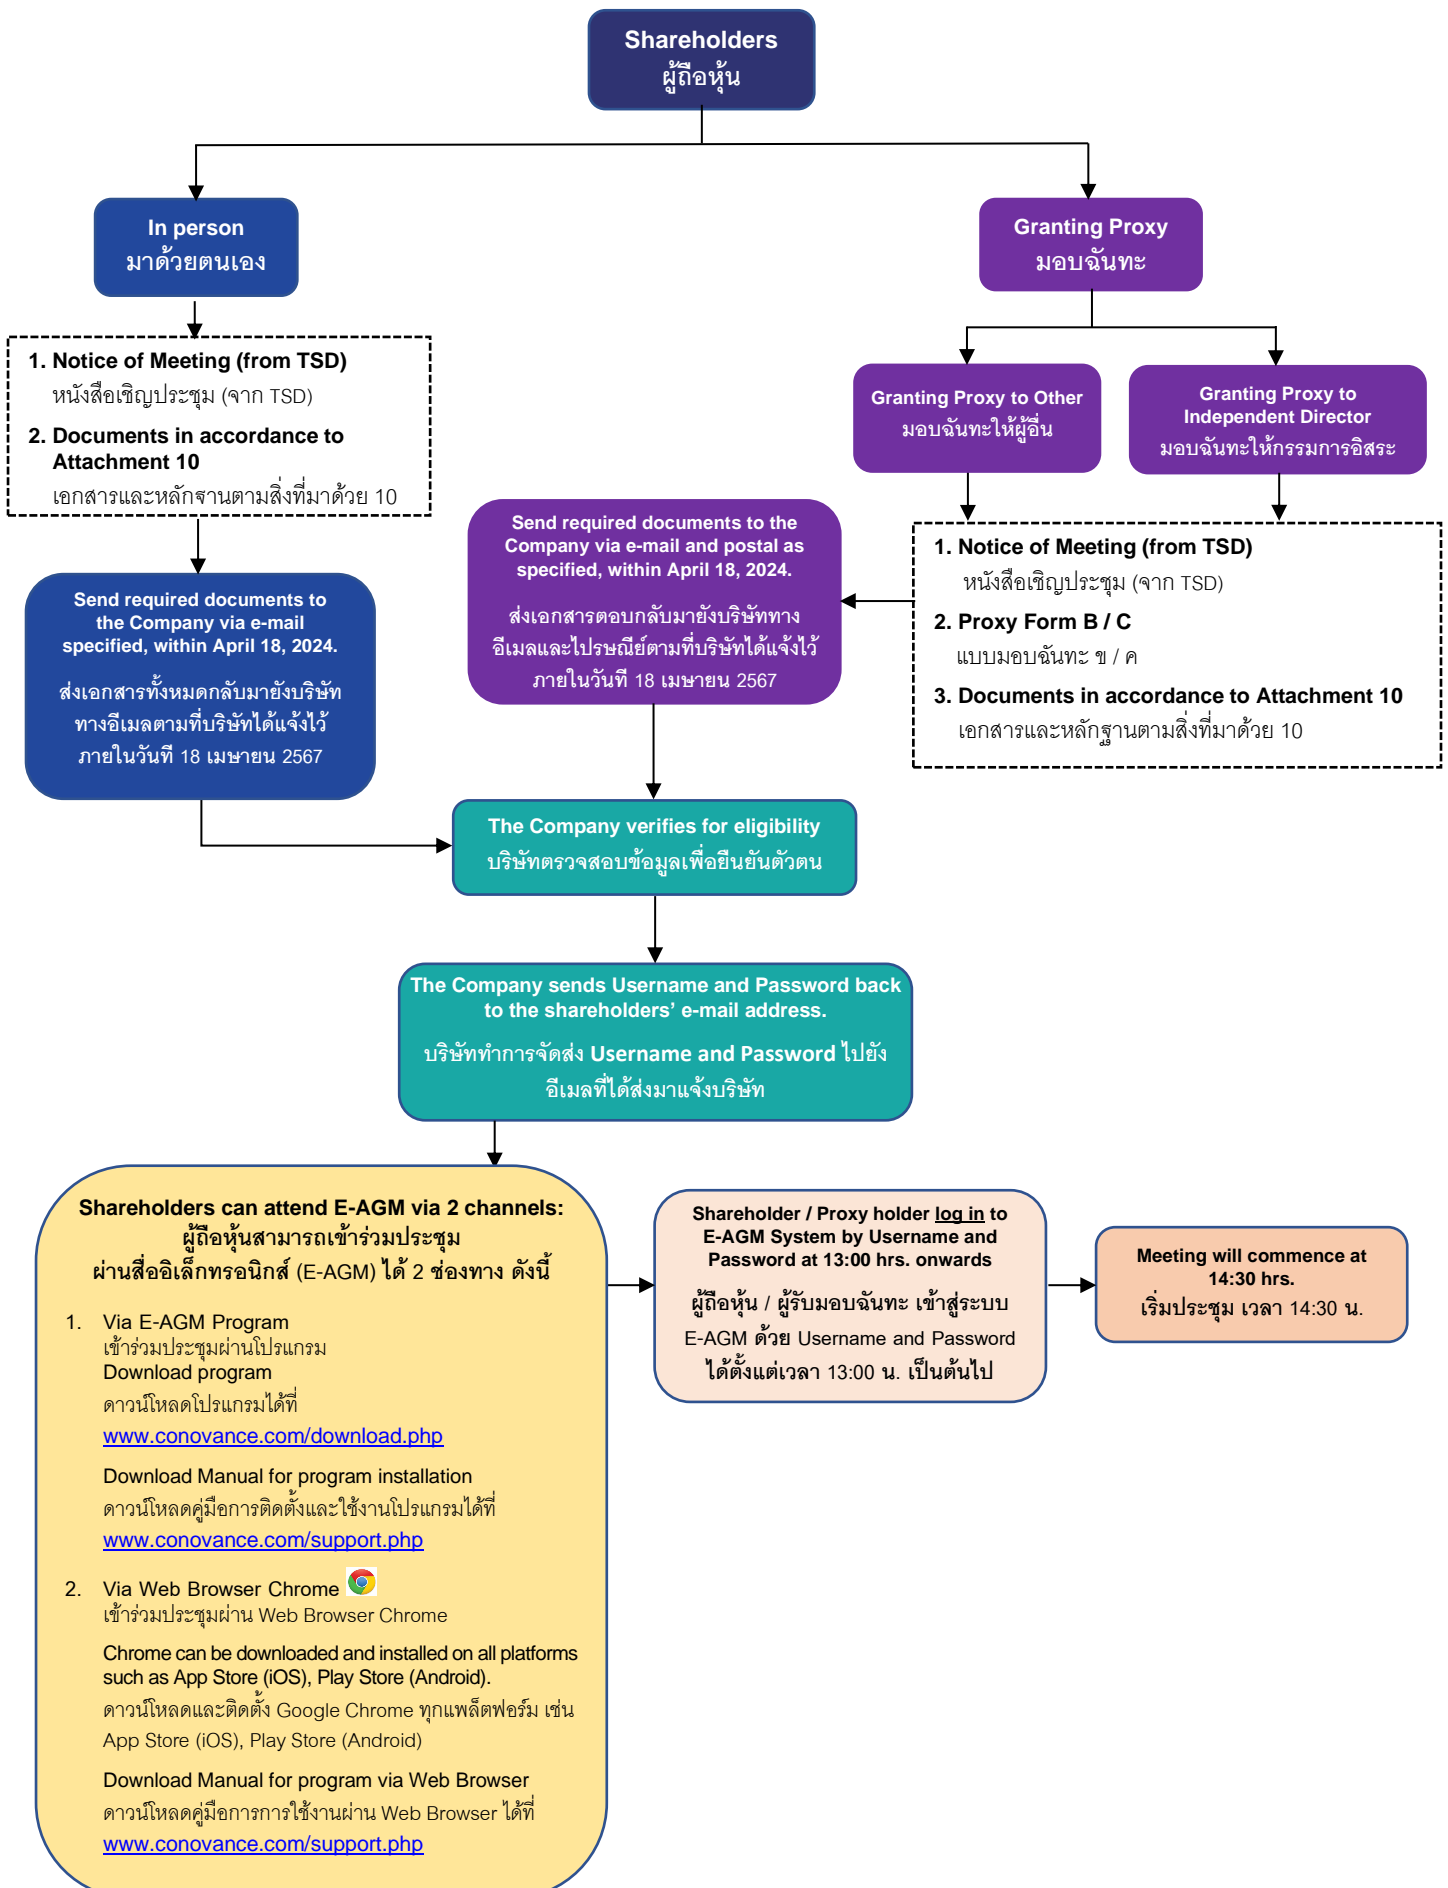 Shareholders
ผู้ถือหุ้น
In person
มาด้วยตนเอง
Granting Proxy
มอบฉันทะ
1. Notice of Meeting (from TSD)
หนังสือเชิญประชุม (จาก TSD)
2. Documents in accordance to
Attachment 10
เอกสารและหลักฐานตามสิ่งที่มาด้วย 10
Granting Proxy to Other
มอบฉันทะให้ผู้อื่น
Granting Proxy to
Independent Director
มอบฉันทะให้กรรมการอิสระ
Send required documents to
the Company via e-mail
specified, within April 18, 2024.
ส่งเอกสารทั้งหมดกลับมายังบริษัท
ทางอีเมลตามที่บริษัทได้แจ้งไว้
ภายในวันที่ 18 เมษายน 2567
Send required documents to the
Company via e-mail and postal as
specified, within April 18, 2024.
ส่งเอกสารตอบกลับมายังบริษัททาง
อีเมลและไปรษณีย์ตามที่บริษัทได้แจ้งไว้
ภายในวันที่ 18 เมษายน 2567
1. Notice of Meeting (from TSD)
หนังสือเชิญประชุม (จาก TSD)
2. Proxy Form B / C
แบบมอบฉันทะ ข / ค
3. Documents in accordance to Attachment 10
เอกสารและหลักฐานตามสิ่งที่มาด้วย 10
The Company verifies for eligibility
บริษัทตรวจสอบข้อมูลเพื่อยืนยันตัวตน
The Company sends Username and Password back
to the shareholders’ e-mail address.
บริษัททำการจัดส่ง Username and Password ไปยัง
อีเมลที่ได้ส่งมาแจ้งบริษัท
Shareholders can attend E-AGM via 2 channels:
ผู้ถือหุ้นสามารถเข้าร่วมประชุม
ผ่านสื่ออิเล็กทรอนิกส์ (E-AGM) ได้ 2 ช่องทาง ดังนี้
1. Via E-AGM Program
เข้าร่วมประชุมผ่านโปรแกรม
Download program
ดาวน์โหลดโปรแกรมได้ที่
www.conovance.com/download.php
Download Manual for program installation
ดาวน์โหลดคู่มือการติดตั้งและใช้งานโปรแกรมได้ที่
www.conovance.com/support.php
2. Via Web Browser Chrome
เข้าร่วมประชุมผ่าน Web Browser Chrome
Chrome can be downloaded and installed on all platforms
such as App Store (iOS), Play Store (Android).
ดาวน์โหลดและติดตั้ง Google Chrome ทุกแพล็ตฟอร์ม เช่น
App Store (iOS), Play Store (Android)
Download Manual for program via Web Browser
ดาวน์โหลดคู่มือการการใช้งานผ่าน Web Browser ได้ที่
www.conovance.com/support.php
Shareholder / Proxy holder log in to
E-AGM System by Username and
Password at 13:00 hrs. onwards
ผู้ถือหุ้น / ผู้รับมอบฉันทะ เข้าสู่ระบบ
E-AGM ด้วย Username and Password
ได้ตั้งแต่เวลา 13:00 น. เป็นต้นไป
Meeting will commence at
14:30 hrs.
เริ่มประชุม เวลา 14:30 น.